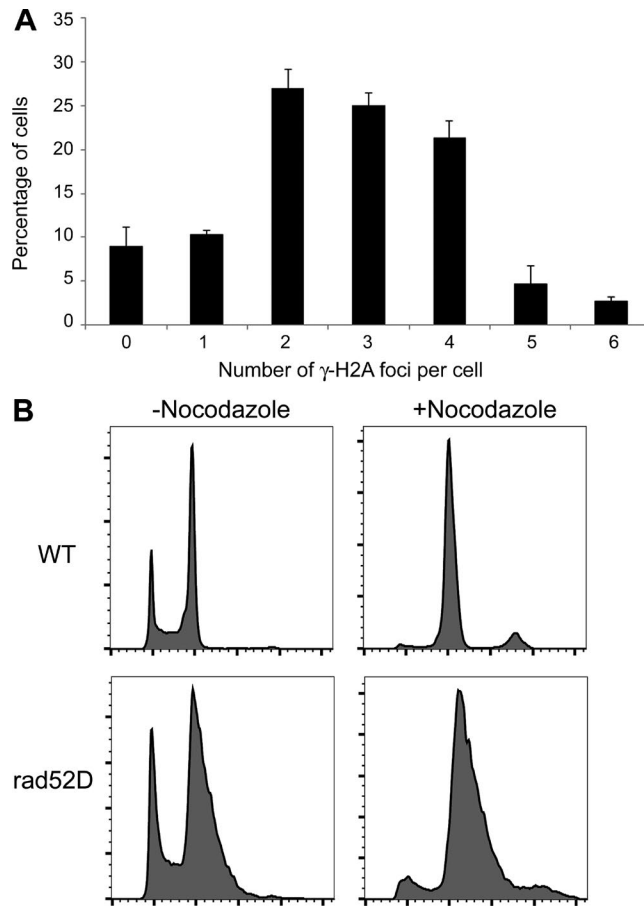 A
35
30
25
20
15
10
5
0
Percentage of cells
0 1 2 3 4 5 6
Number of γ-H2A foci per cell
B
-Nocodazole +Nocodazole
WT
rad52D